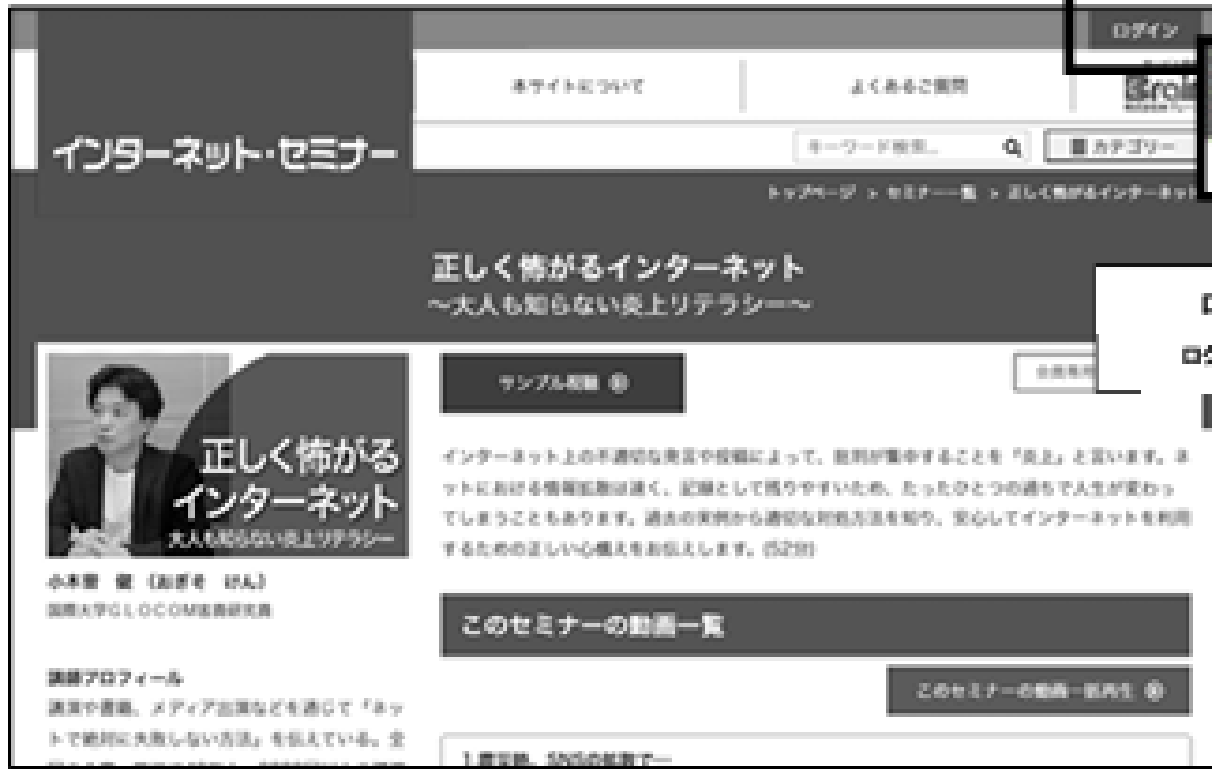 ログイン
本サイトについて
よくあるご質問
インターネット・セミナー
キーワード検索...
カテゴリー
トップページ > セミナー一覧 > 正しく怖がるインターネット
正しく怖がるインターネット
〜大人も知らない炎上リテラシー〜
サンプル視聴
正しく怖がる
インターネット
大人も知らない炎上リテラシー
インターネット上の不適切な発言や投稿によって、批判が集中することを『炎上』と言います。ネ
ットにおける情報拡散は速く、記録として残りやすいため、たったひとつの過ちで人生が変わっ
てしまうこともあります。過去の実例から適切な対処方法を知り、安心してインターネットを利用
するための正しい心構えをお伝えします。(52分)
小木曽 健 (おぎそ けん)
国際大学GLOCOM客員研究員
このセミナーの動画一覧
このセミナーの動画一括再生
講師プロフィール
講演や書籍、メディア出演などを通じて『ネッ
トで絶対に失敗しない方法』を伝えている。全